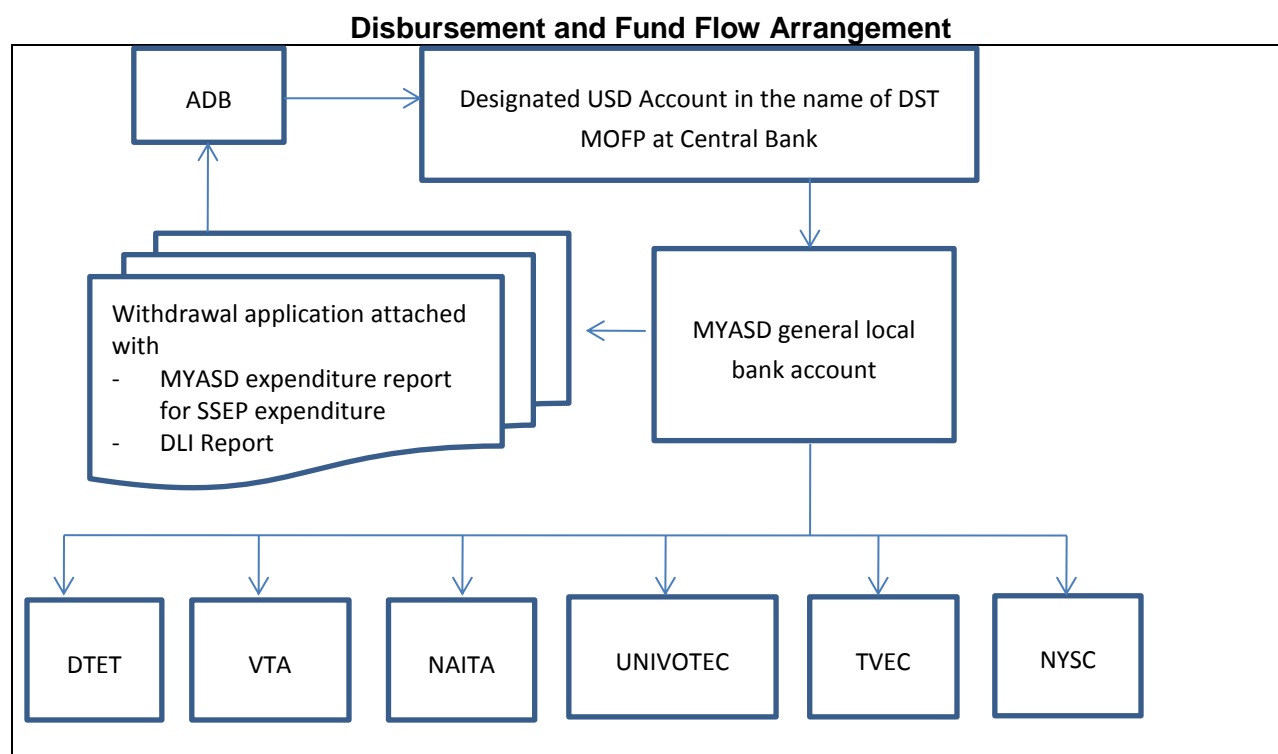 Disbursement and Fund Flow Arrangement
ADB
Designated USD Account in the name of DST
MOFP at Central Bank
Withdrawal application attached
with
- MYASD expenditure report
for SSEP expenditure
- DLI Report
MYASD general local
bank account
DTET
VTA
NAITA
UNIVOTEC
TVEC
NYSC